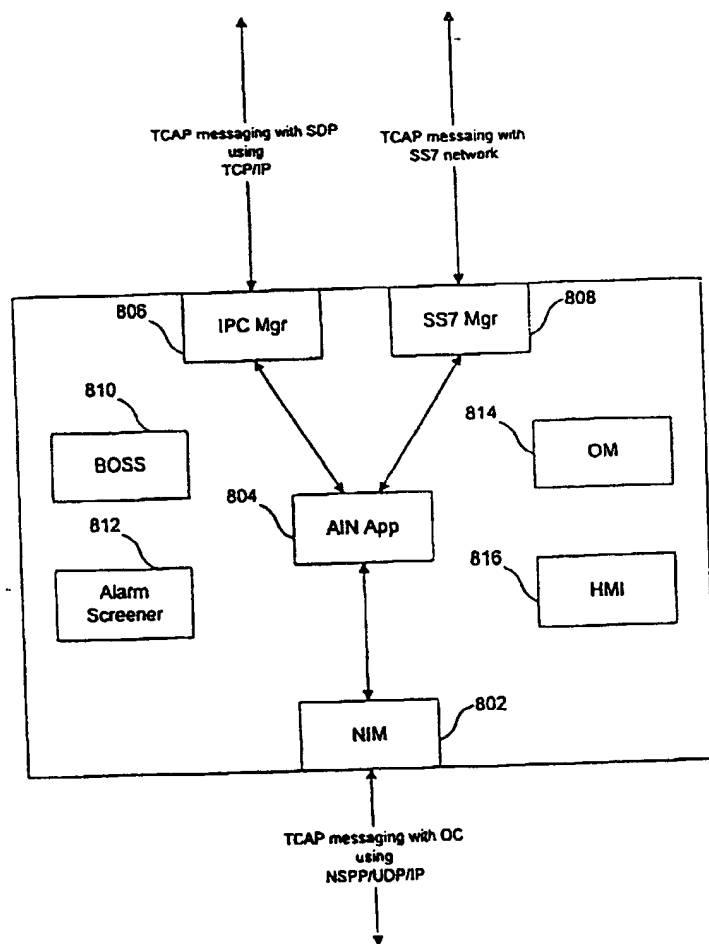 TCAP messaging with SDP
using
TCP/IP
TCAP messaing with
SS7 network
806
IPC Mgr
SS7 Mgr
808
810
BOSS
814
OM
804
AIN App
812
Alarm
Screener
816
HMI
802
NIM
TCAP messaging with OC
using
NSPP/UDP/IP